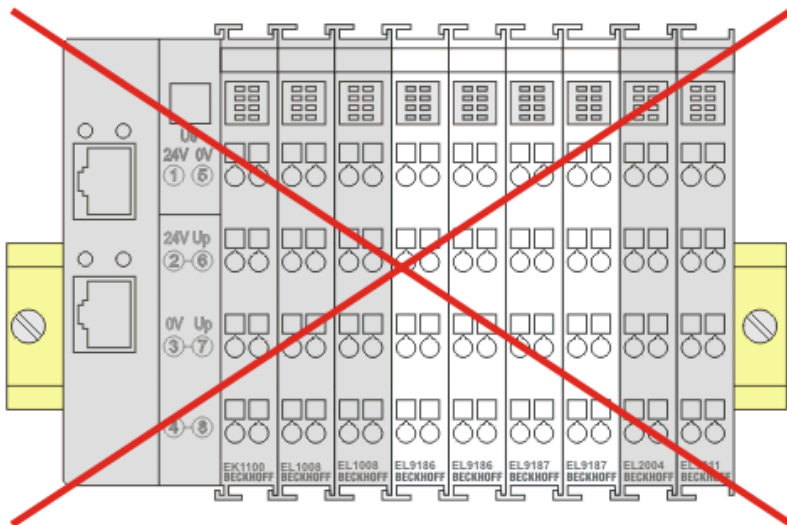 Us
24V 0V
1 5
24V Up
2 6
0V Up
3 7
4 8
EK1100 EL1008 EL1008 EL9186 EL9186 EL9187 EL9187 EL2004
BECKHOFF BECKHOFF BECKHOFF BECKHOFF BECKHOFF BECKHOFF BECKHOFF BECKHOFF BECKHOFF